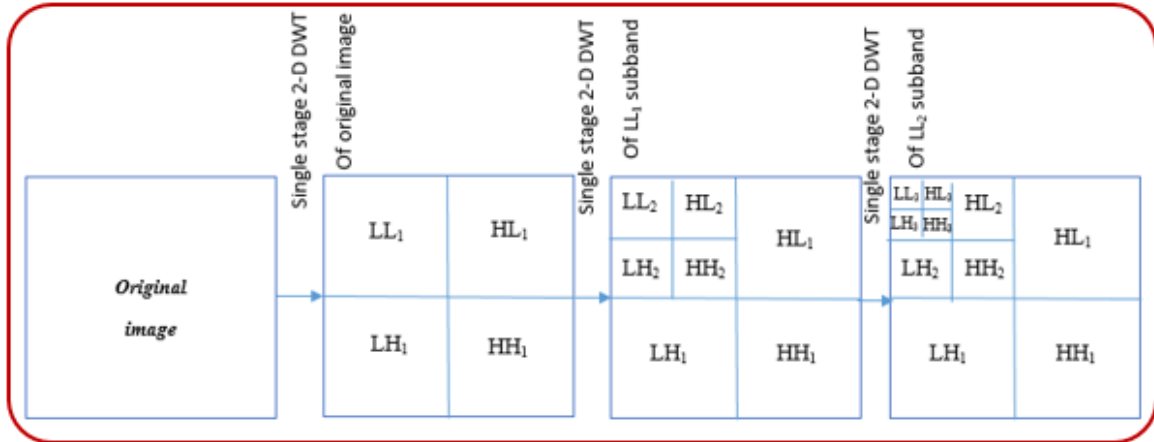 Single stage 2-D DWT
Of original image
Single stage 2-D DWT
Of LL₁ subband
Single stage 2-D DWT
Of LL₂ subband
Original
image
LL₁ HL₁
LH₁ HH₁
LL₂ HL₂
LH₂ HH₂
HL₁
LH₁ HH₁
LL₃ HL₃
LH₃ HH₃
HL₂
LH₂ HH₂
HL₁
LH₁ HH₁